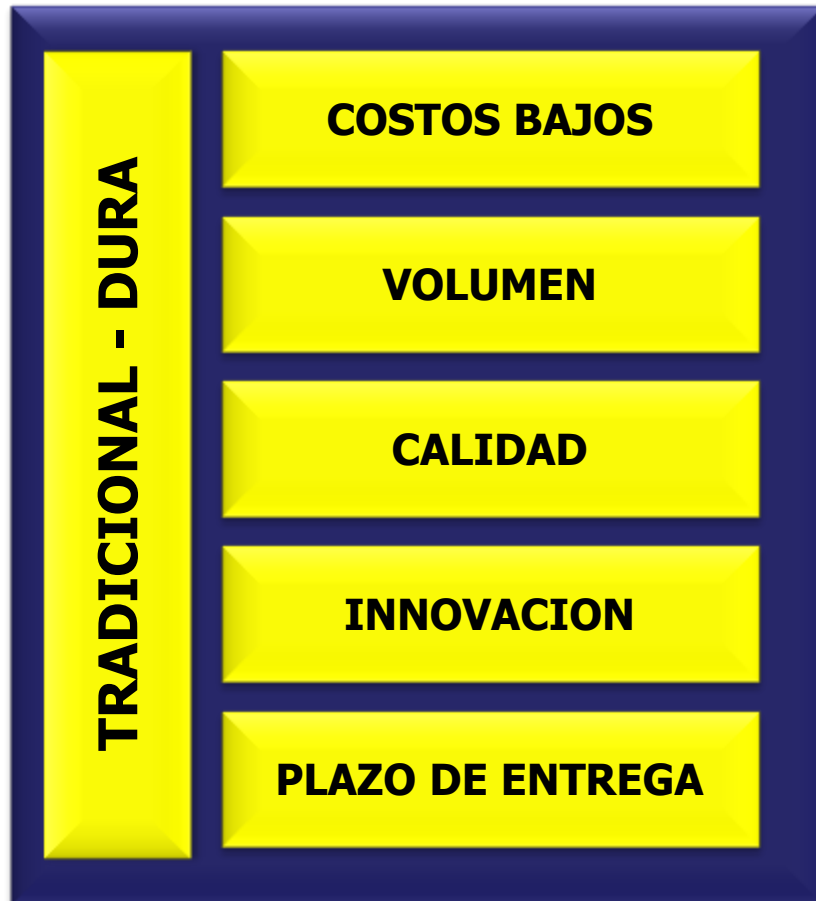 TRADICIONAL - DURA
COSTOS BAJOS
VOLUMEN
CALIDAD
INNOVACION
PLAZO DE ENTREGA